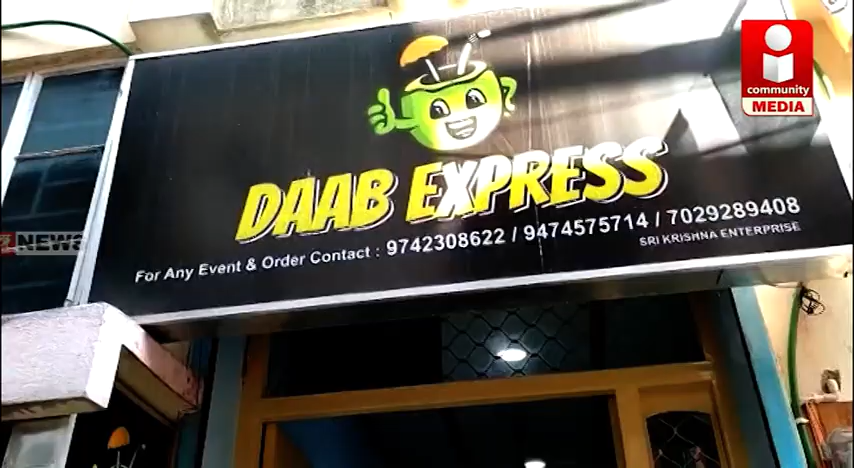 i
community
MEDIA
DAAB EXPRESS
For Any Event & Order Contact : 9742308622 / 9474575714 / 7029289408
SRI KRISHNA ENTERPRISE
NEWS